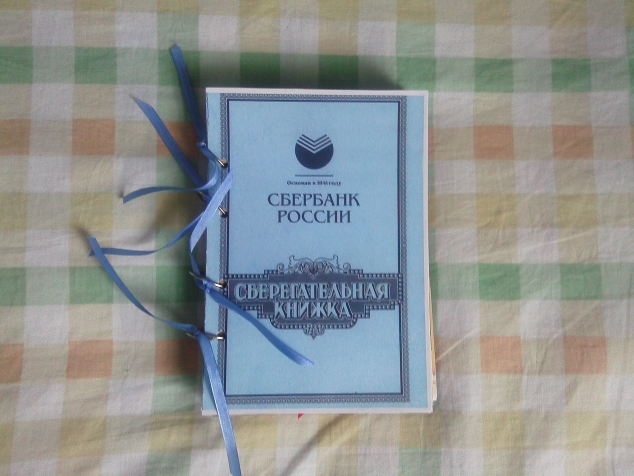 Основан в 1841 году
СБЕРБАНК
РОССИИ
СБЕРЕГАТЕЛЬНАЯ
КНИЖКА